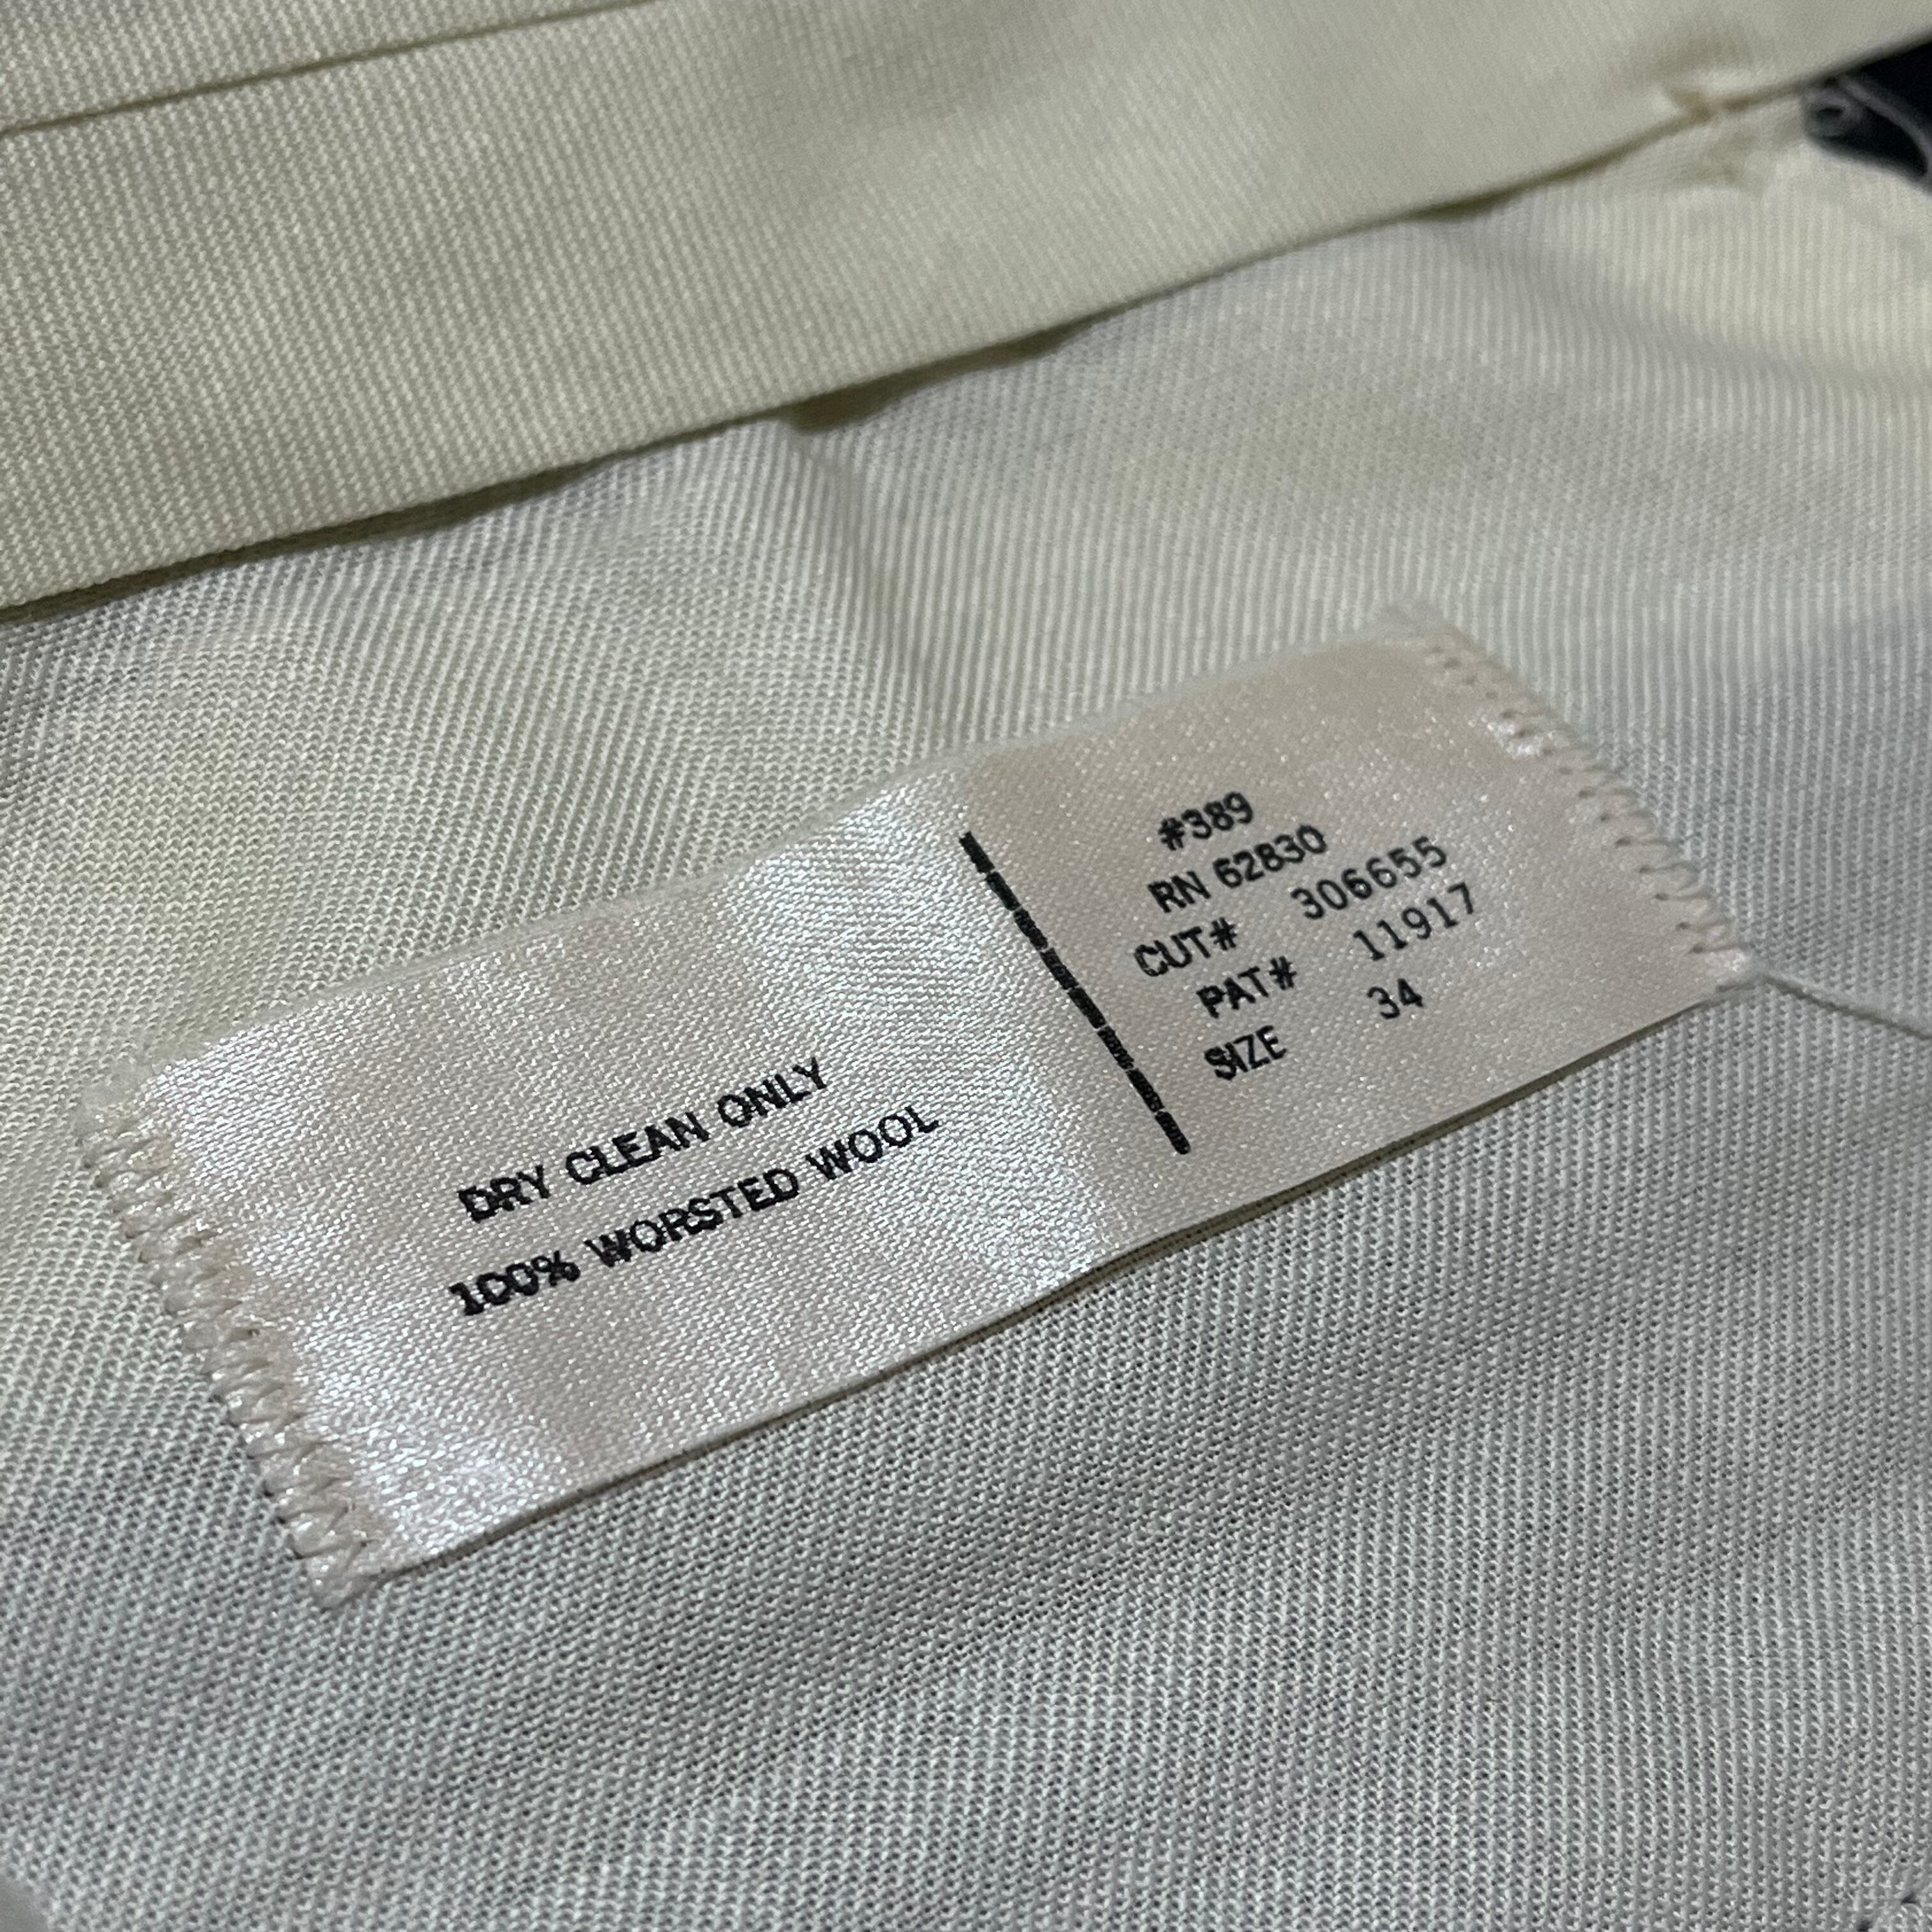 DRY CLEAN ONLY
100% WORSTED WOOL
#389
RN 62830
CUT# 306655
PAT# 11917
SIZE 34